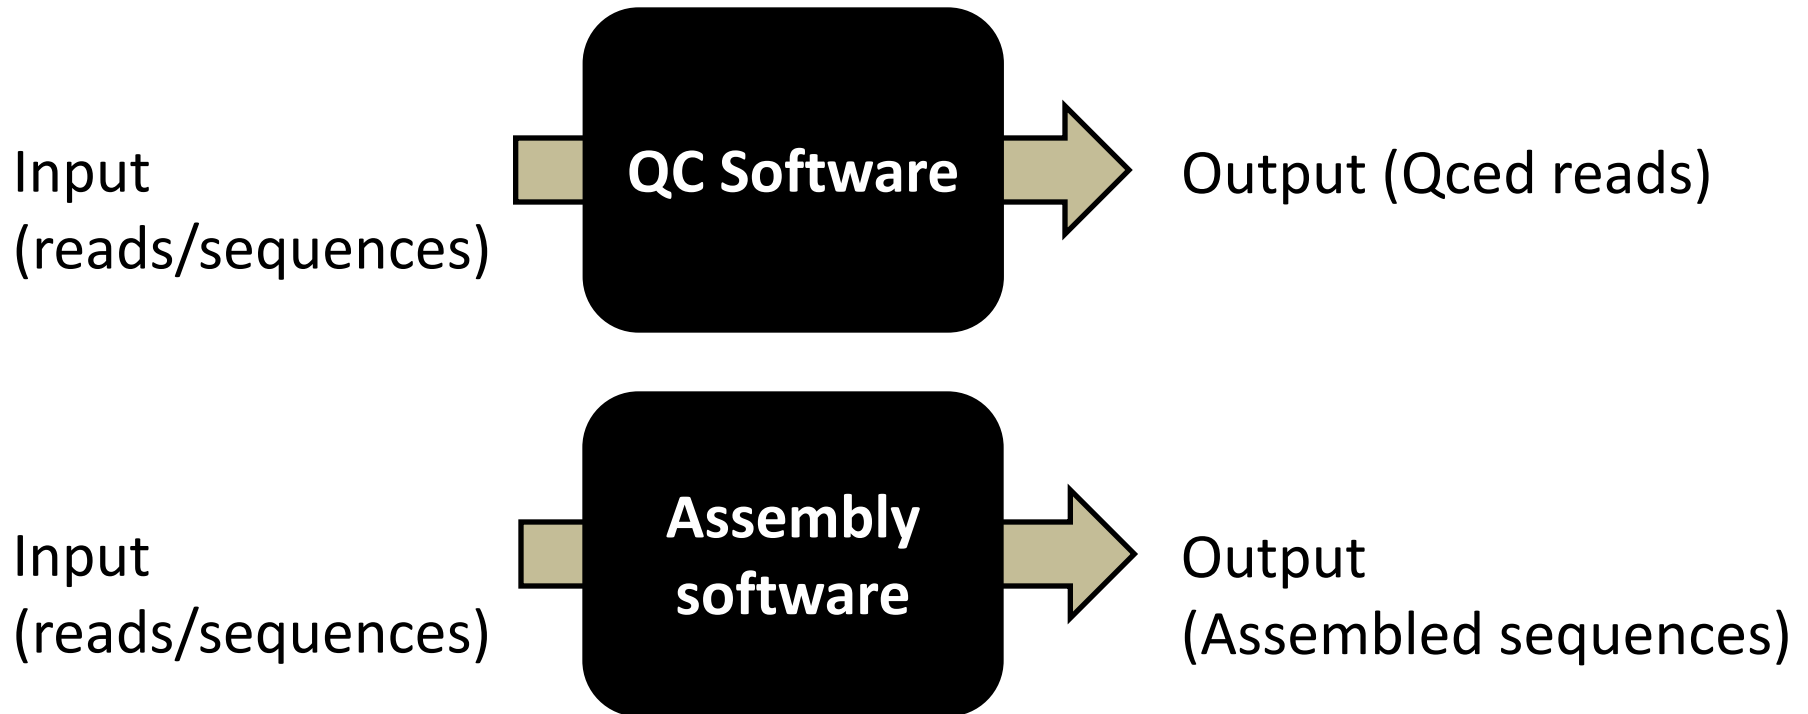 Input
(reads/sequences)
QC Software
Output (Qced reads)
Input
(reads/sequences)
Assembly
software
Output
(Assembled sequences)